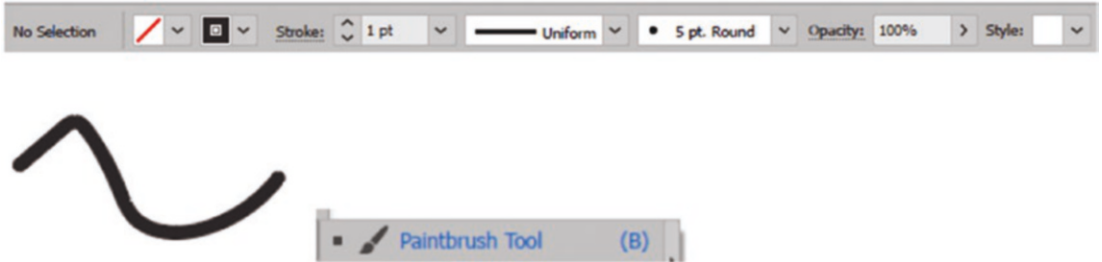 No Selection Stroke: 1 pt Uniform 5 pt. Round Opacity: 100% Style:
Paintbrush Tool (B)